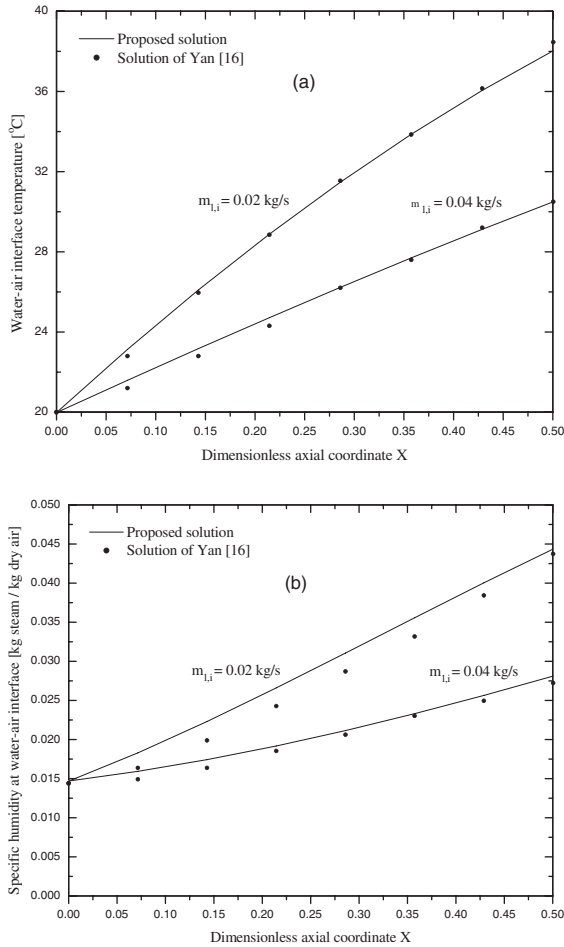 40
36
32
28
24
20
Water-air interface temperature [°C]
Proposed solution
Solution of Yan [16]
(a)
m l,i = 0.02 kg/s
m l,i = 0.04 kg/s
0.00 0.05 0.10 0.15 0.20 0.25 0.30 0.35 0.40 0.45 0.50
Dimensionless axial coordinate X
0.050
0.045
0.040
0.035
0.030
0.025
0.020
0.015
0.010
0.005
0.000
Specific humidity at water-air interface [kg steam / kg dry air]
Proposed solution
Solution of Yan [16]
(b)
m l,i = 0.02 kg/s
m l,i = 0.04 kg/s
0.00 0.05 0.10 0.15 0.20 0.25 0.30 0.35 0.40 0.45 0.50
Dimensionless axial coordinate X